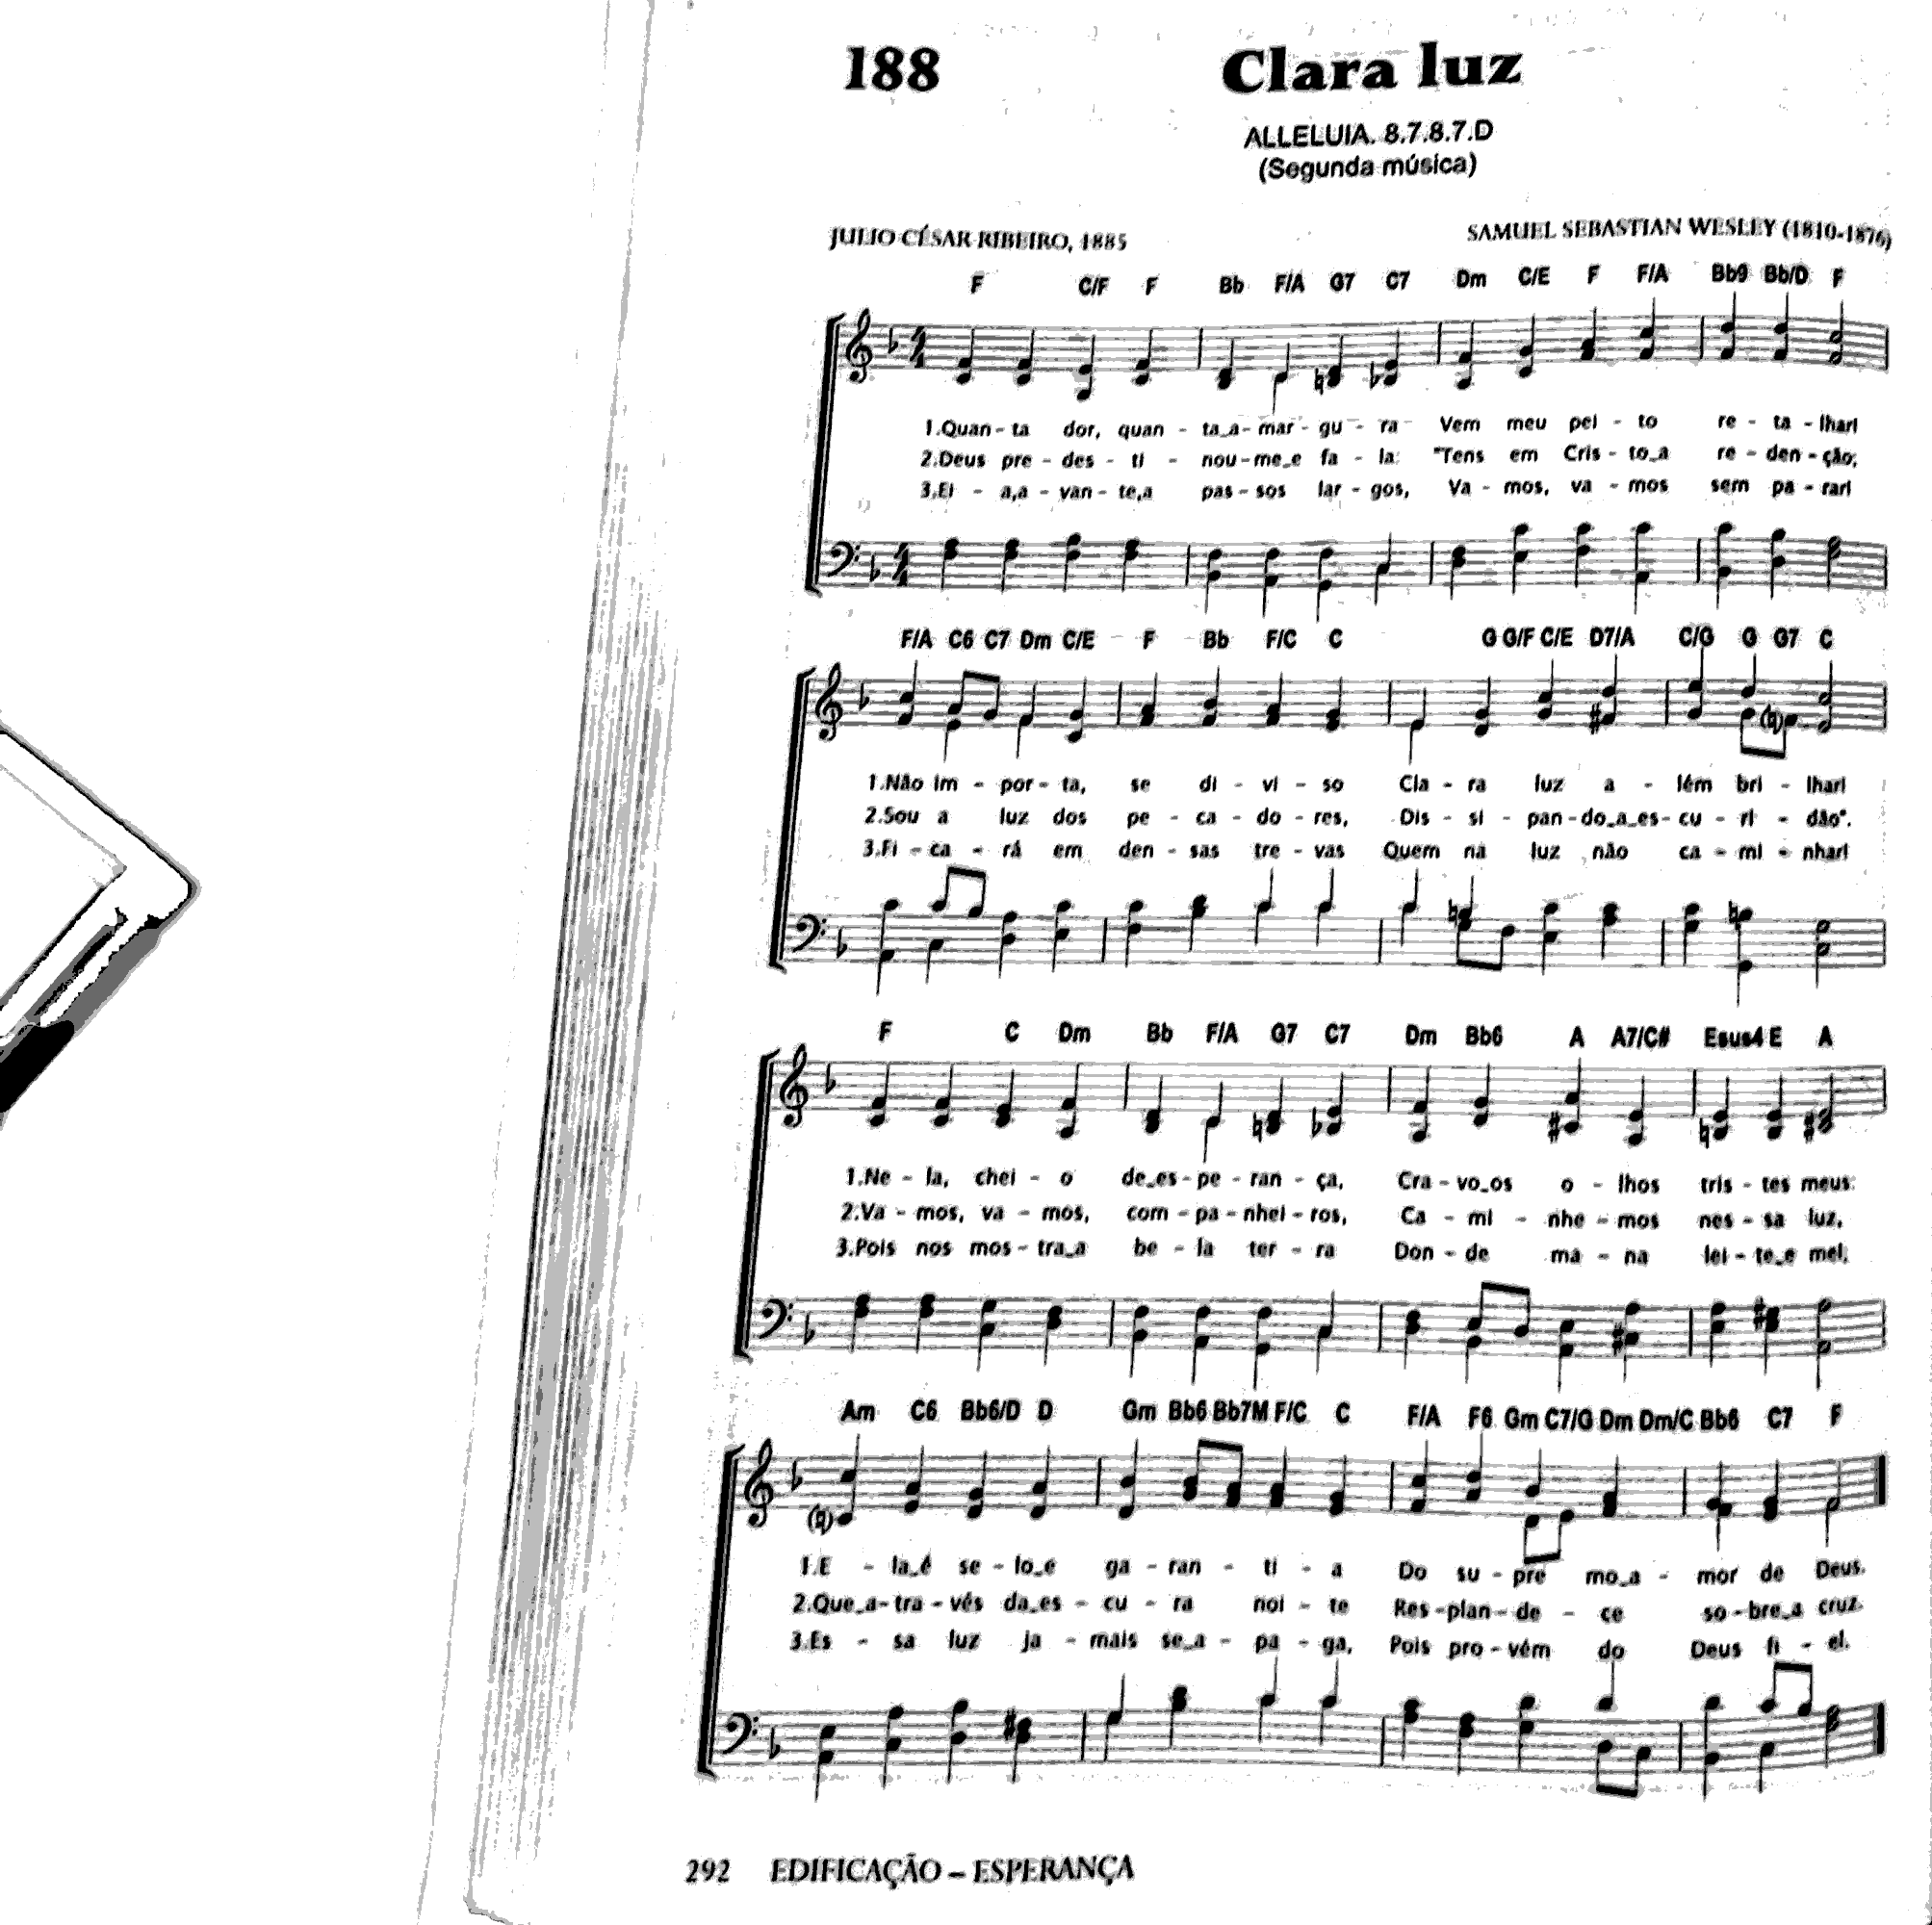 188 Clara luz
ALLELUIA. 8.7.8.7.D
(Segunda música)
JULIO CÉSAR RIBEIRO, 1885 SAMUEL SEBASTIAN WESLEY (1810-1876)
F C/F F Bb F/A G7 C7 Dm C/E F F/A Bb9 Bb/D F
1.Quan-ta dor, quan - ta_a-mar-gu-ra Vem meu pei - to re - ta - lhar!
2.Deus pre-des-ti - nou-me_e fa - la: "Tens em Cris-to_a re-den-ção;
3.Ei - a,a-van-te,a pas-sos lar-gos, Va-mos, va-mos sem pa-rar!
F/A C6 C7 Dm C/E F Bb F/C C G G/F C/E D7/A C/G G G7 C
1.Não im - por-ta, se di - vi - so Cla - ra luz a - lém bri - lhar!
2.Sou a luz dos pe - ca - do - res, Dis - si - pan-do_a_es-cu - ri - dão".
3.Fi - ca - rá em den - sas tre - vas Quem na luz não ca - mi - nhar!
F C Dm Bb F/A G7 C7 Dm Bb6 A A7/C# Esus4 E A
1.Ne - la, chei - o de_es-pe-ran-ça, Cra-vo_os o - lhos tris - tes meus:
2.Va - mos, va - mos, com-pa-nhei-ros, Ca - mi - nhe - mos nes - sa luz,
3.Pois nos mos-tra_a be - la ter - ra Don - de ma - na lei - te_e mel.
Am C6 Bb6/D D Gm Bb6 Bb7M F/C C F/A F6 Gm C7/G Dm Dm/C Bb6 C7 F
1.E - la_é se - lo_e ga - ran - ti - a Do su - pre mo_a - mor de Deus.
2.Que_a-tra-vés da_es-cu - ra noi - te Res-plan-de - ce so-bre_a cruz.
3.Es - sa luz ja - mais se_a - pa - ga, Pois pro - vém do Deus fi - el.
292 EDIFICAÇÃO – ESPERANÇA